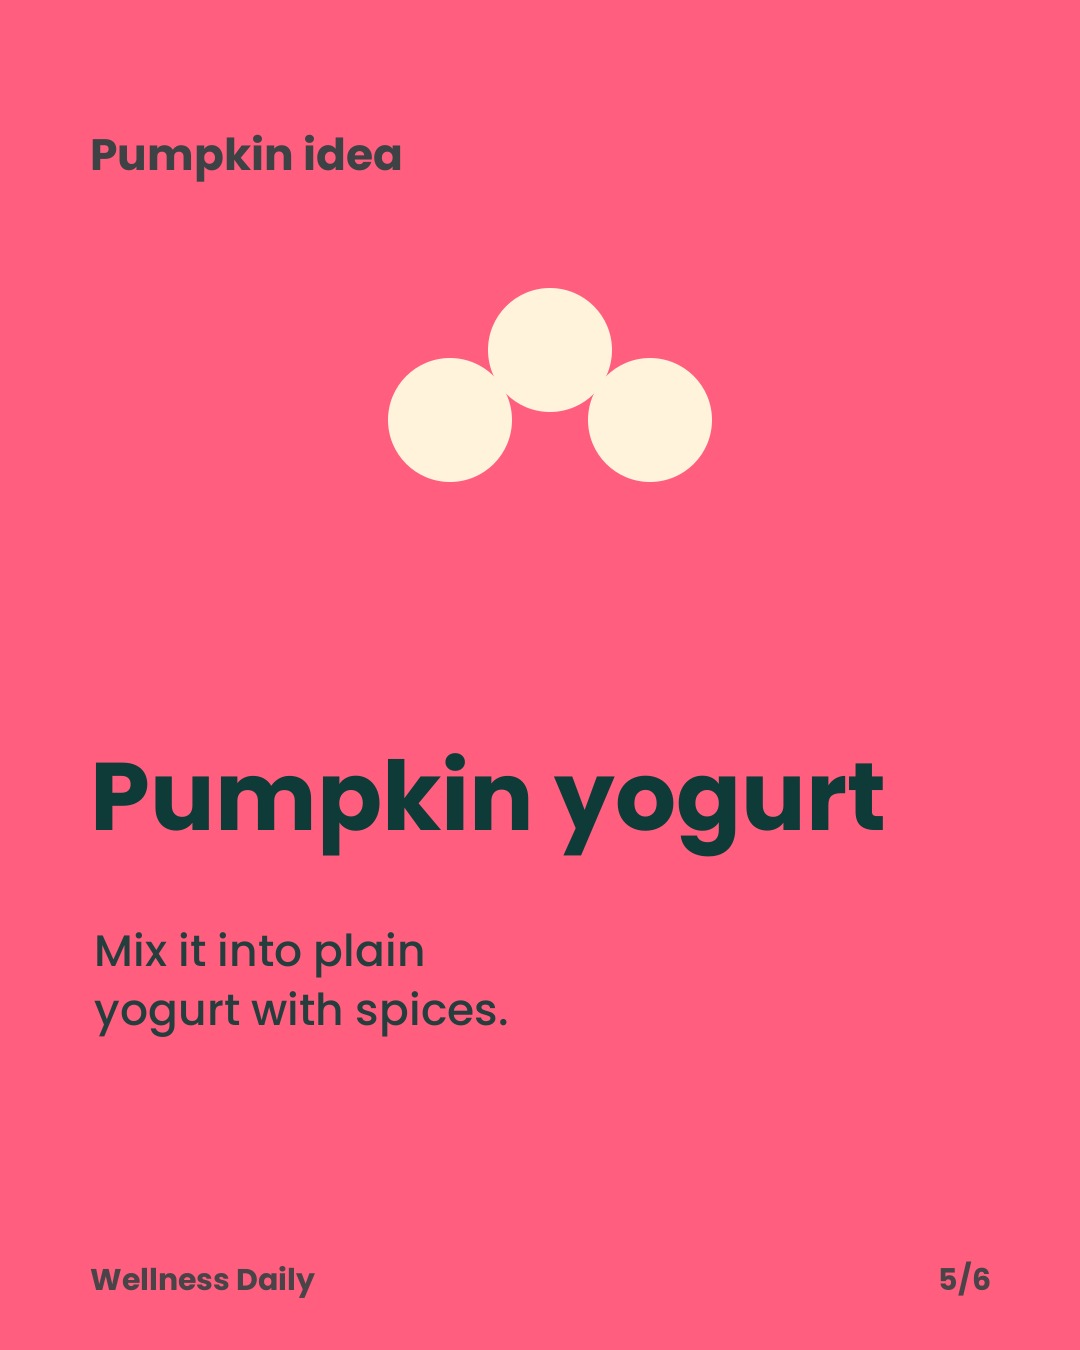 Pumpkin idea
Pumpkin yogurt
Mix it into plain
yogurt with spices.
Wellness Daily
5/6